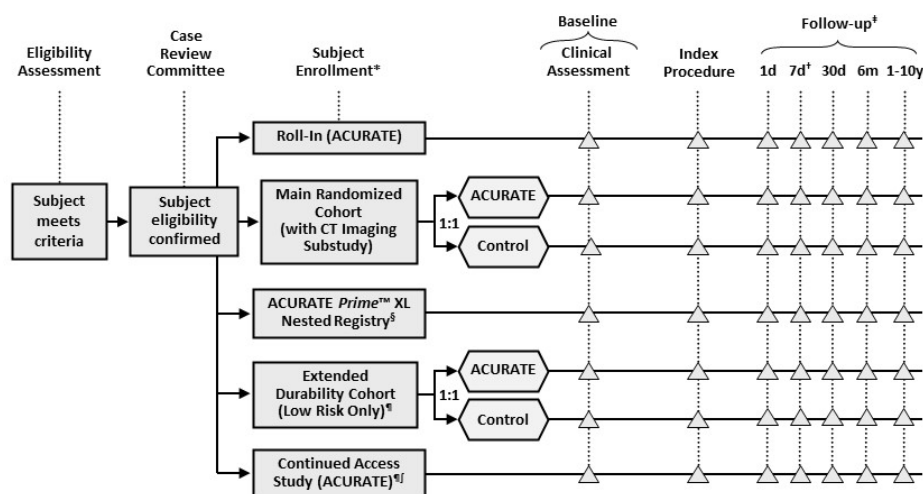 Eligibility
Assessment
Case
Review
Committee
Subject
Enrollment*
Baseline
Clinical
Assessment
Index
Procedure
Follow-up‡
1d 7d† 30d 6m 1-10y
Subject
meets
criteria
Subject
eligibility
confirmed
Roll-In (ACURATE)
Main Randomized
Cohort
(with CT Imaging
Substudy)
1:1
ACURATE
Control
ACURATE Prime™ XL
Nested Registry§
Extended
Durability Cohort
(Low Risk Only)¶
1:1
ACURATE
Control
Continued Access
Study (ACURATE)¶∫